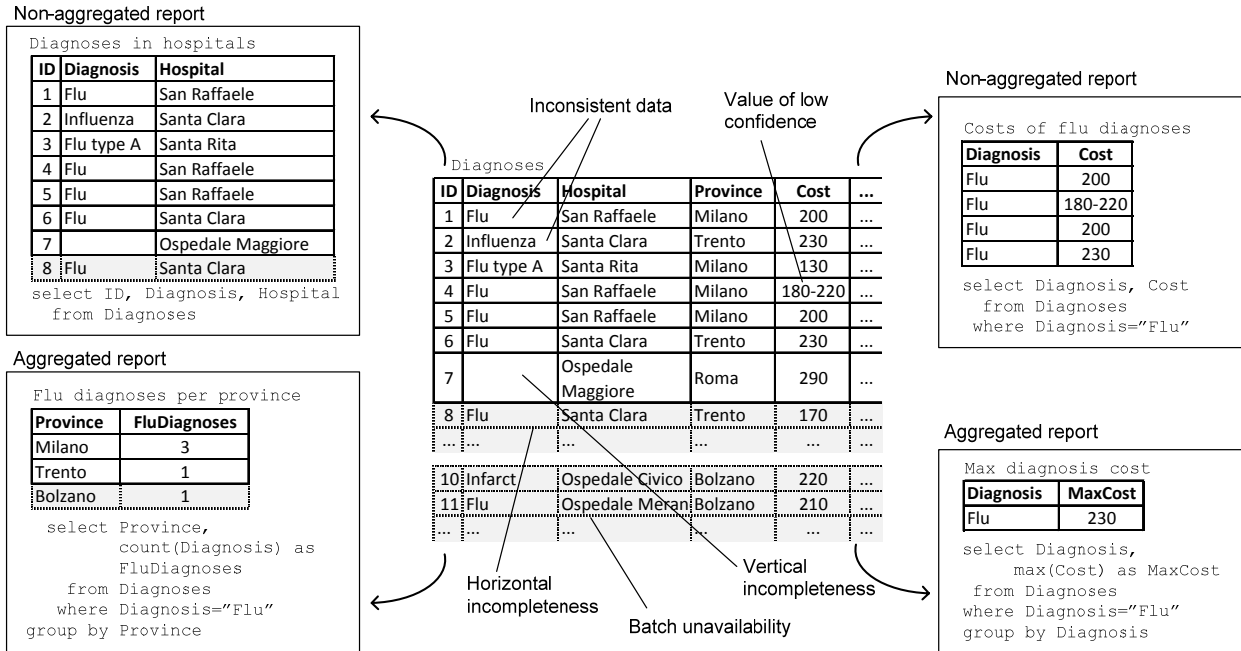 Non-aggregated report
Diagnoses in hospitals
ID Diagnosis Hospital
1 Flu San Raffaele
2 Influenza Santa Clara
3 Flu type A Santa Rita
4 Flu San Raffaele
5 Flu San Raffaele
6 Flu Santa Clara
7 Ospedale Maggiore
8 Flu Santa Clara
select ID, Diagnosis, Hospital
from Diagnoses
Aggregated report
Flu diagnoses per province
Province FluDiagnoses
Milano 3
Trento 1
Bolzano 1
select Province,
count(Diagnosis) as
FluDiagnoses
from Diagnoses
where Diagnosis="Flu"
group by Province
Inconsistent data
Value of low
confidence
Diagnoses
ID Diagnosis Hospital Province Cost ...
1 Flu San Raffaele Milano 200 ...
2 Influenza Santa Clara Trento 230 ...
3 Flu type A Santa Rita Milano 130 ...
4 Flu San Raffaele Milano 180-220 ...
5 Flu San Raffaele Milano 200 ...
6 Flu Santa Clara Trento 230 ...
7 Ospedale Maggiore Roma 290 ...
8 Flu Santa Clara Trento 170 ...
... ... ... ... ... ...
10 Infarct Ospedale Civico Bolzano 220 ...
11 Flu Ospedale Meran Bolzano 210 ...
... ... ... ... ... ...
Horizontal
incompleteness
Vertical
incompleteness
Batch unavailability
Non-aggregated report
Costs of flu diagnoses
Diagnosis Cost
Flu 200
Flu 180-220
Flu 200
Flu 230
select Diagnosis, Cost
from Diagnoses
where Diagnosis="Flu"
Aggregated report
Max diagnosis cost
Diagnosis MaxCost
Flu 230
select Diagnosis,
max(Cost) as MaxCost
from Diagnoses
where Diagnosis="Flu"
group by Diagnosis